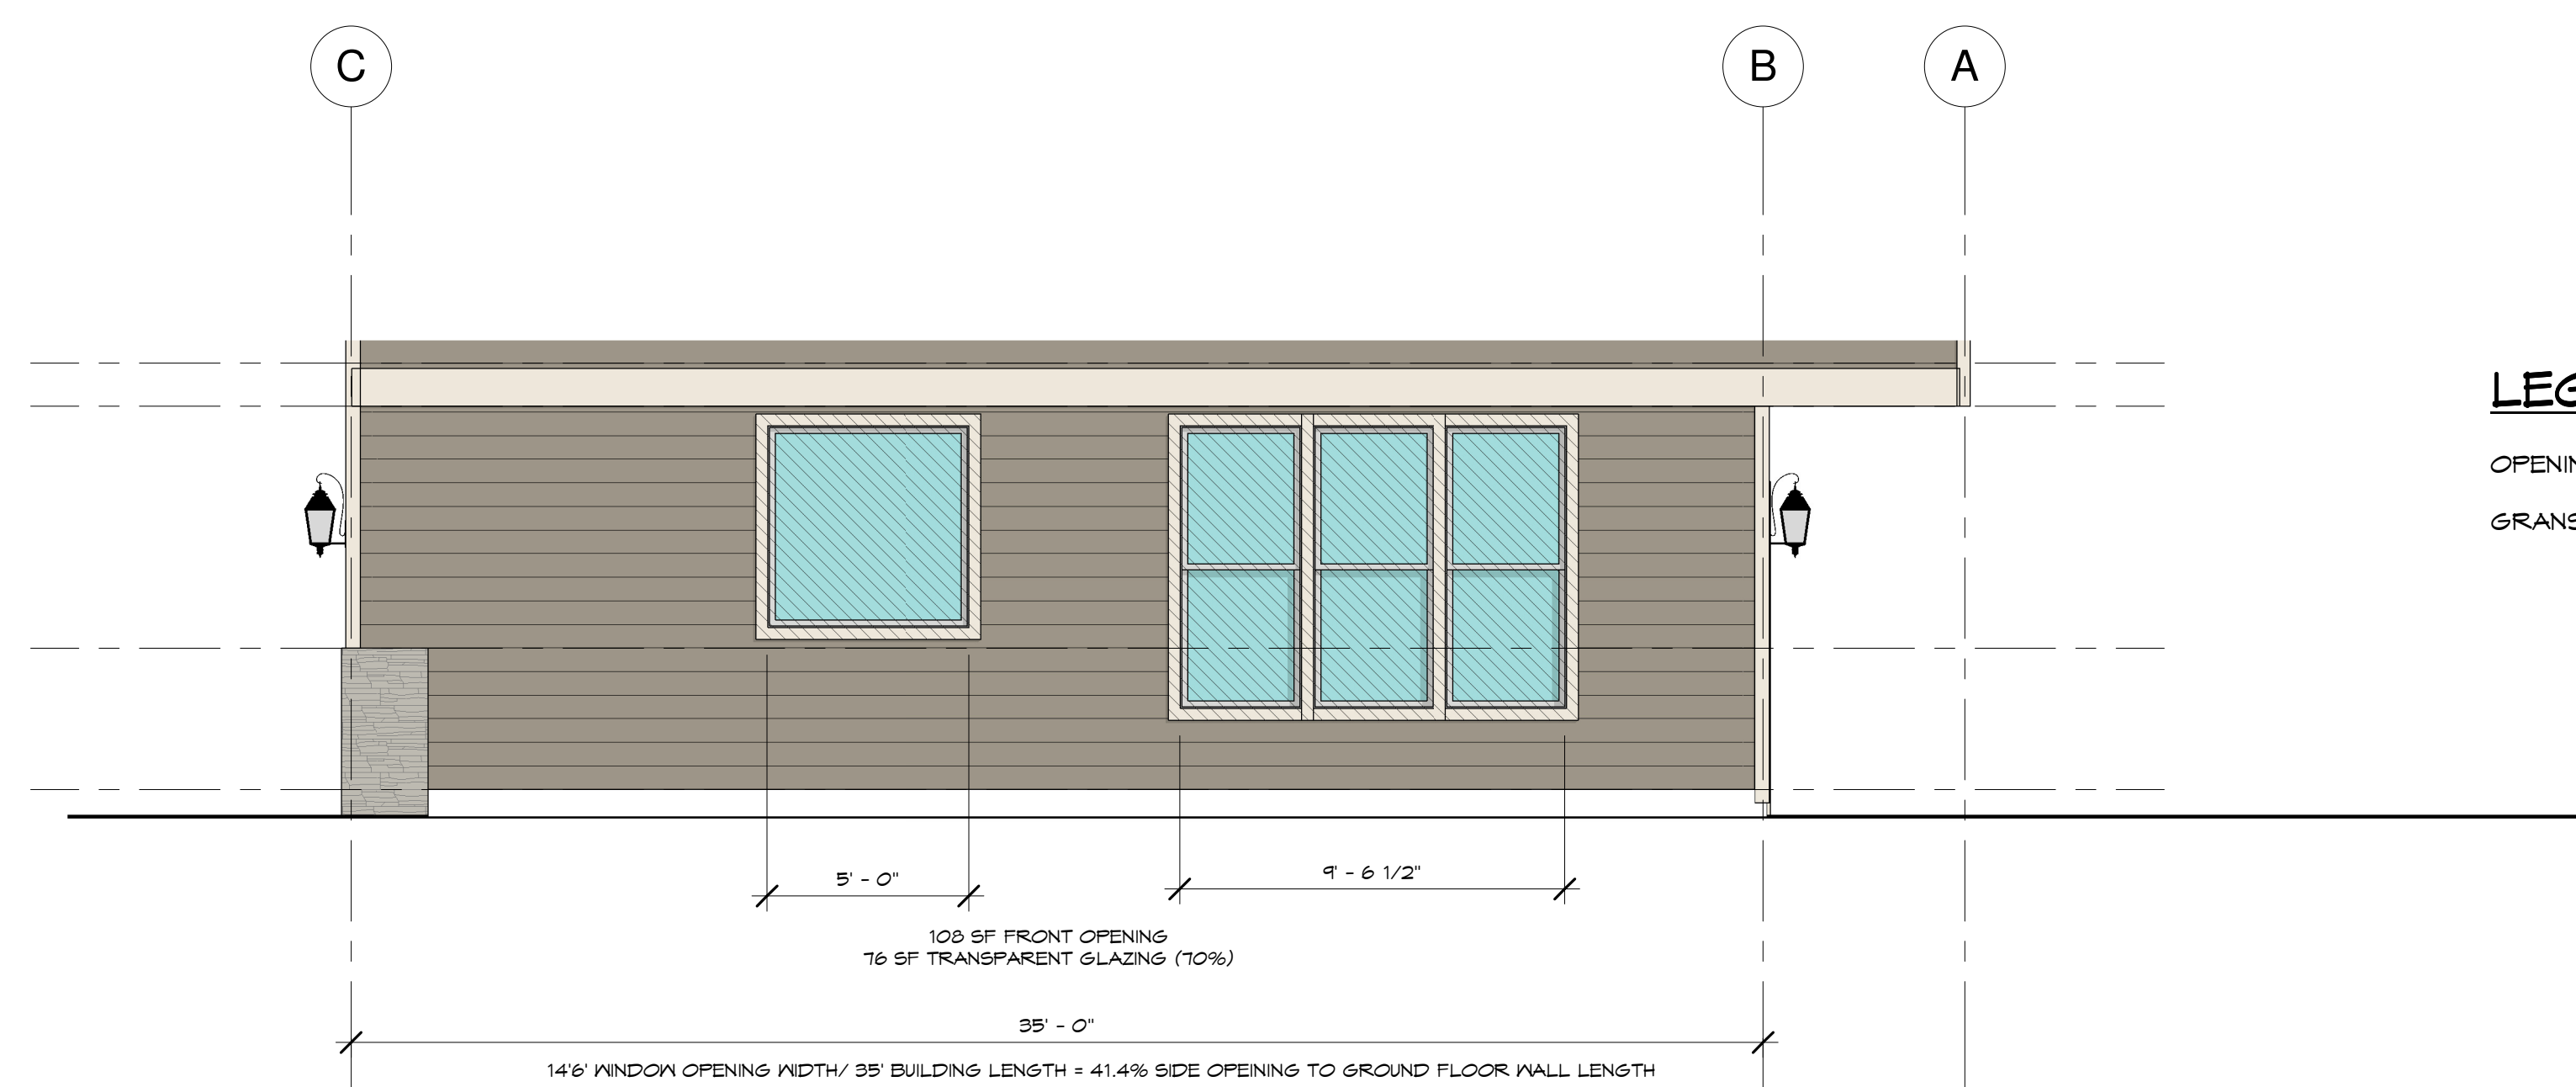 C B A
LEG
OPENIN
GRANS
5' - 0"
9' - 6 1/2"
108 SF FRONT OPENING
76 SF TRANSPARENT GLAZING (70%)
35' - 0"
14'6' WINDOW OPENING WIDTH/ 35' BUILDING LENGTH = 41.4% SIDE OPEINING TO GROUND FLOOR WALL LENGTH